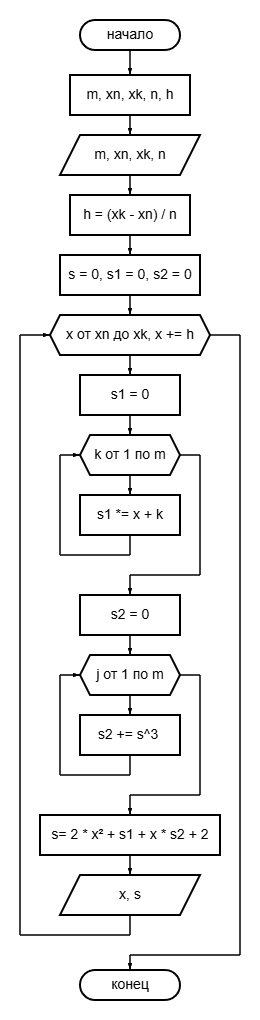 начало
m, xn, xk, n, h
m, xn, xk, n
h = (xk - xn) / n
s = 0, s1 = 0, s2 = 0
x от xn до xk, x += h
s1 = 0
k от 1 по m
s1 *= x + k
s2 = 0
j от 1 по m
s2 += s^3
s= 2 * x² + s1 + x * s2 + 2
x, s
конец